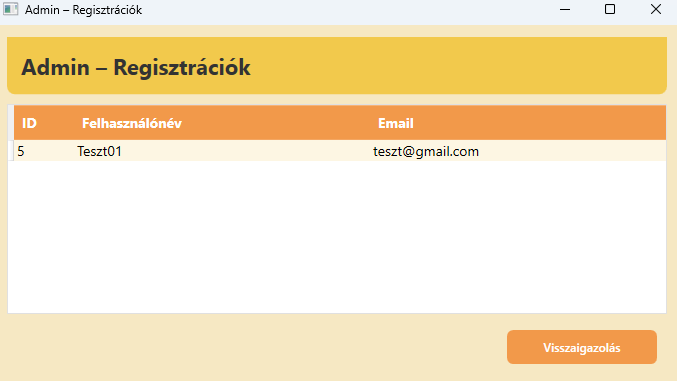 Admin – Regisztrációk
Admin – Regisztrációk
ID Felhasználónév Email
5 Teszt01 teszt@gmail.com
Visszaigazolás